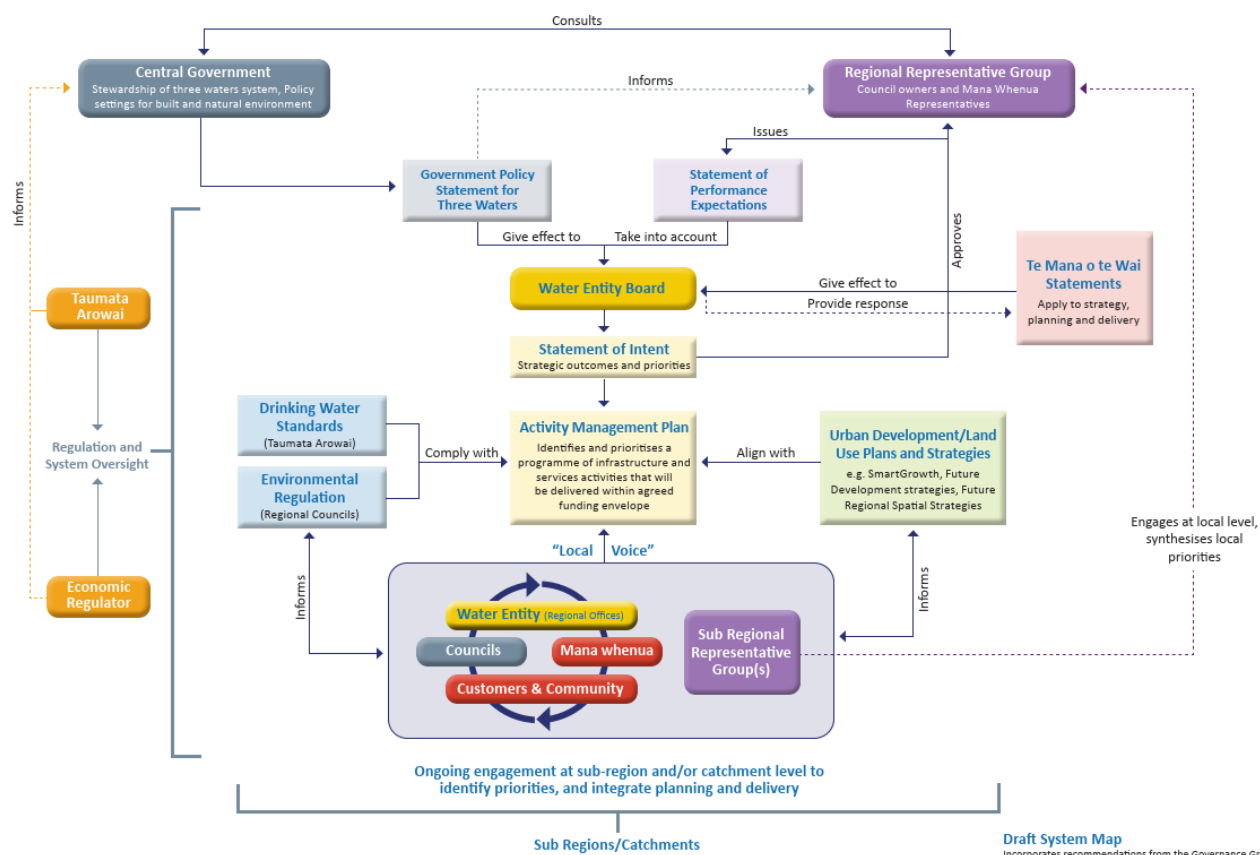 Consults
Central Government
Stewardship of three waters system, Policy
settings for built and natural environment
Informs
Regional Representative Group
Council owners and Mana Whenua
Representatives
Issues
Government Policy
Statement for
Three Waters
Statement of
Performance
Expectations
Informs
Give effect to
Take into account
Approves
Te Mana o te Wai
Statements
Apply to strategy,
planning and delivery
Water Entity Board
Give effect to
Provide response
Taumata
Arowai
Statement of Intent
Strategic outcomes and priorities
Drinking Water
Standards
(Taumata Arowai)
Regulation and
System Oversight
Comply with
Environmental
Regulation
(Regional Councils)
Activity Management Plan
Identifies and prioritises a
programme of infrastructure and
services activities that will
be delivered within agreed
funding envelope
Align with
Urban Development/Land
Use Plans and Strategies
e.g. SmartGrowth, Future
Development strategies, Future
Regional Spatial Strategies
Engages at local level,
synthesises local
priorities
“Local Voice”
Economic
Regulator
Informs
Water Entity (Regional Offices)
Councils
Mana whenua
Customers & Community
Sub Regional
Representative
Group(s)
Informs
Ongoing engagement at sub-region and/or catchment level to
identify priorities, and integrate planning and delivery
Sub Regions/Catchments
Draft System Map
Incorporates recommendations from the Governance